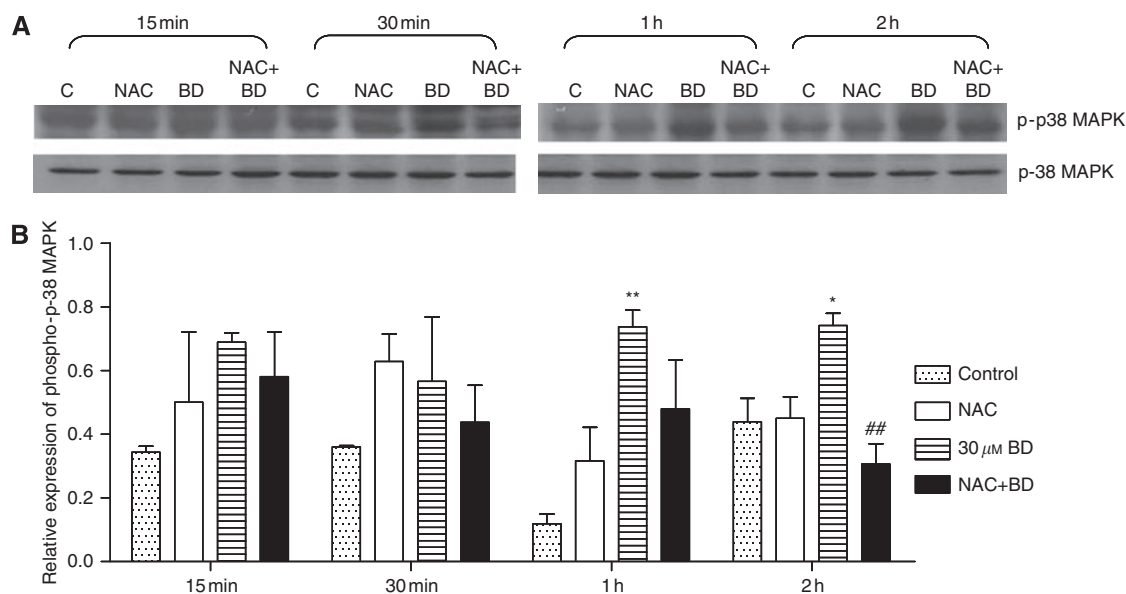 A
15 min 30 min 1 h 2 h
C NAC BD NAC+ BD C NAC BD NAC+ BD C NAC BD NAC+ BD C NAC BD NAC+ BD
p-p38 MAPK
p-38 MAPK
B
Relative expression of phospho-p-38 MAPK
1.0
0.8
0.6
0.4
0.2
0.0
**
*
##
15 min 30 min 1 h 2 h
Control
NAC
30 μM BD
NAC+BD